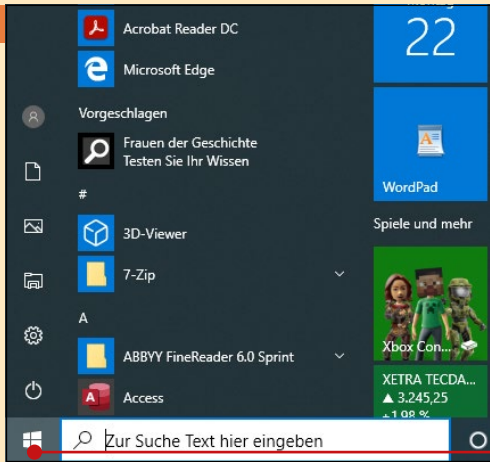 Acrobat Reader DC
Microsoft Edge
Vorgeschlagen
Frauen der Geschichte
Testen Sie Ihr Wissen
#
3D-Viewer
7-Zip
A
ABBYY FineReader 6.0 Sprint
Access
Zur Suche Text hier eingeben
22
WordPad
Spiele und mehr
Xbox Con...
XETRA TECDA...
▲ 3.245,25
+1,98 %